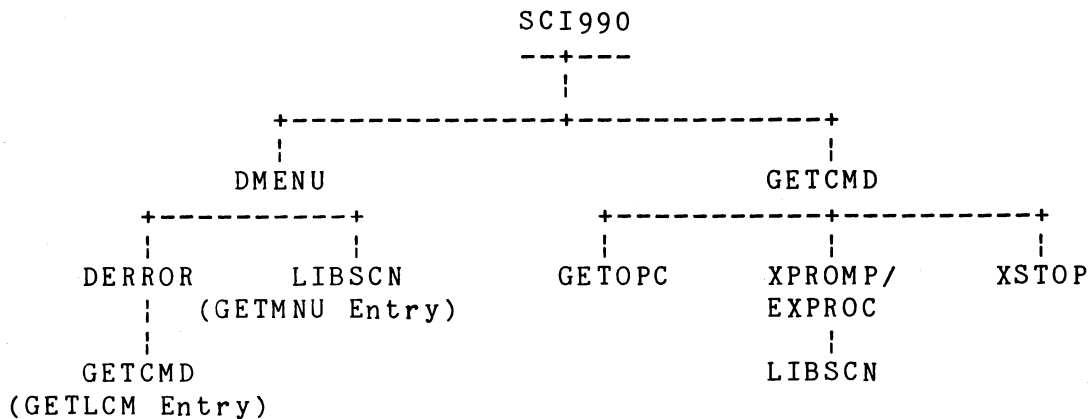 SCI990
DMENU GETCMD
DERROR LIBSCN GETOPC XPROMP/ XSTOP
(GETMNU Entry) EXPROC
GETCMD LIBSCN
(GETLCM Entry)